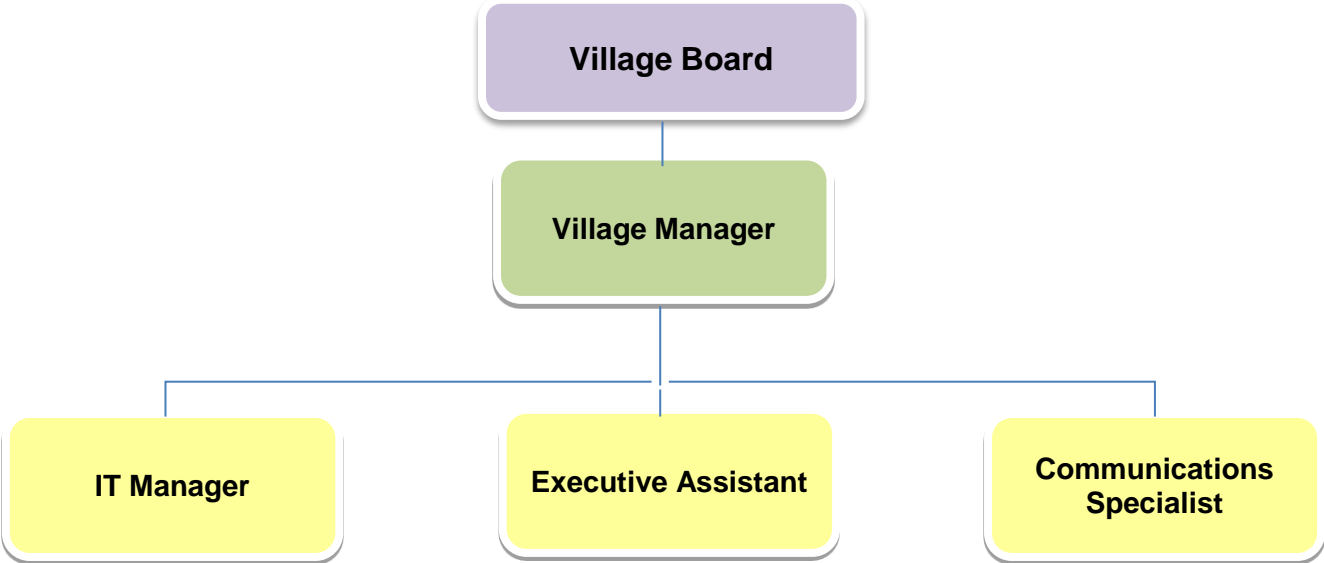 Village Board
Village Manager
IT Manager
Executive Assistant
Communications
Specialist